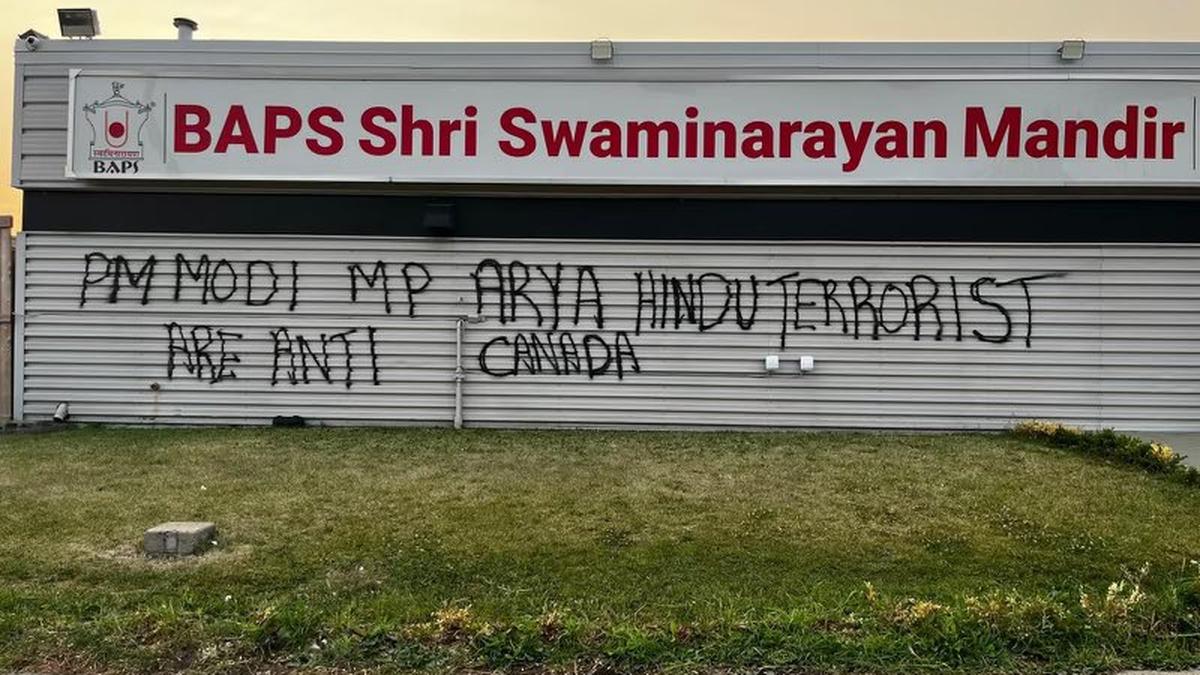 BAPS Shri Swaminarayan Mandir
BAPS
PM MODI MP ARYA HINDU TERRORIST
ARE ANTI CANADA